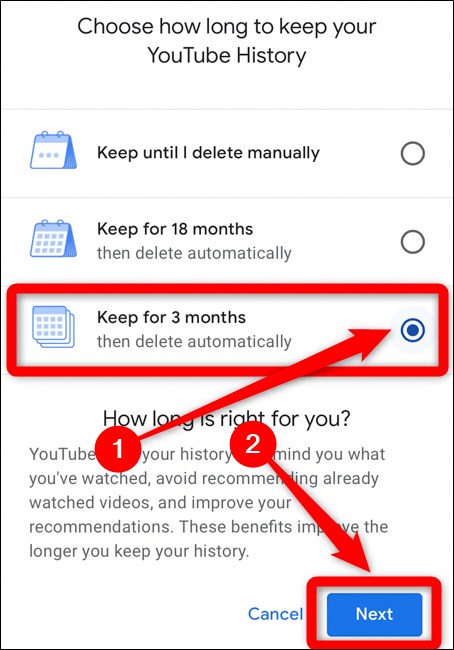 Choose how long to keep your
YouTube History
Keep until I delete manually
Keep for 18 months
then delete automatically
Keep for 3 months
then delete automatically
How long is right for you?
1
2
YouTube your history mind you what
you've watched, avoid recommending already
watched videos, and improve your
recommendations. These benefits improve the
longer you keep your history.
Cancel
Next